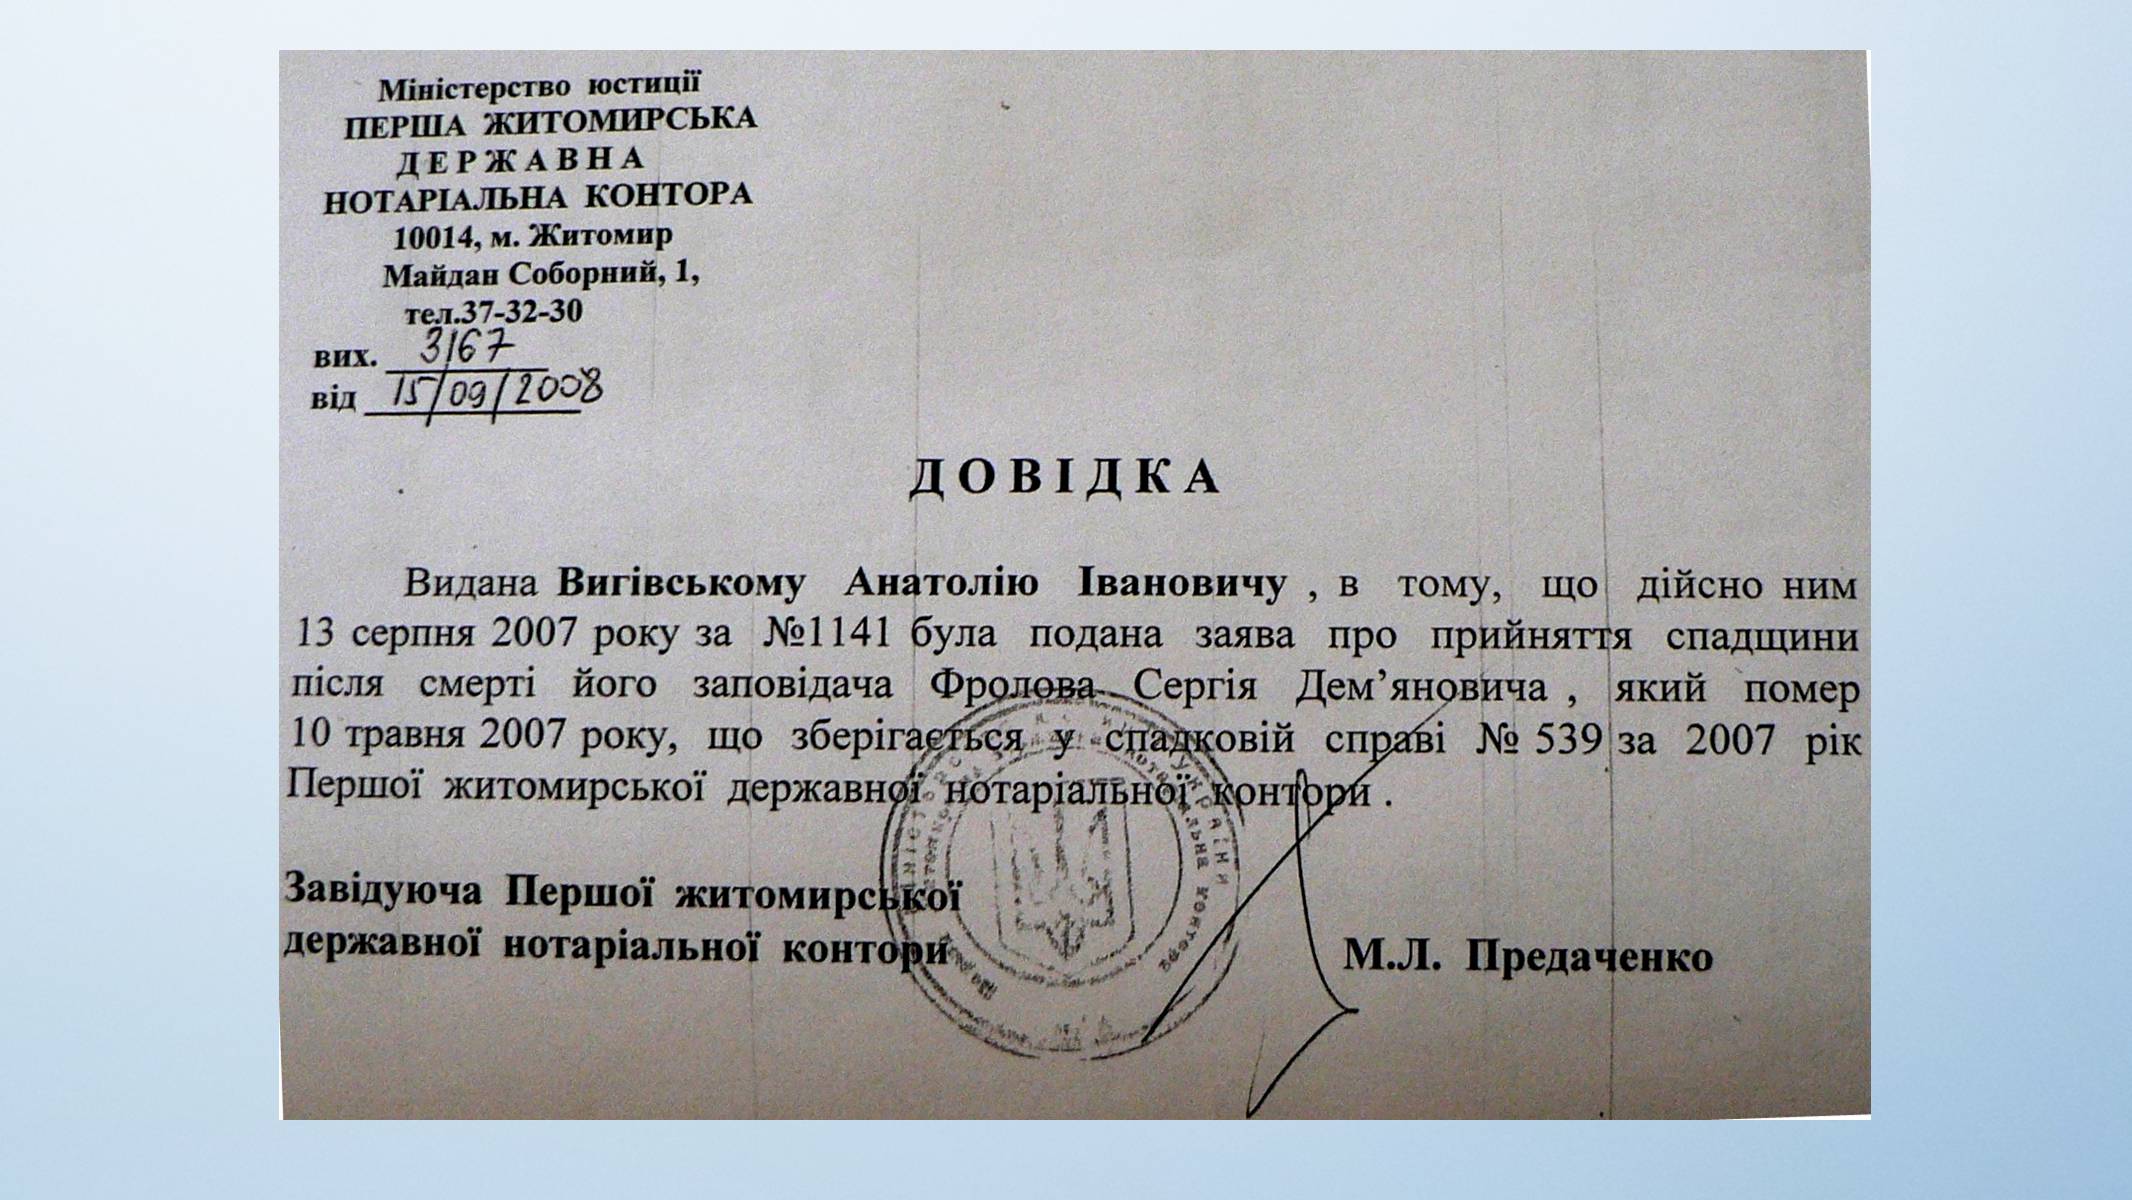 Міністерство юстиції
ПЕРША ЖИТОМИРСЬКА
ДЕРЖАВНА
НОТАРІАЛЬНА КОНТОРА
10014, м. Житомир
Майдан Соборний, 1,
тел.37-32-30
вих. 3167
від 15/09/2008
ДОВІДКА
Видана Вигівському Анатолію Івановичу , в тому, що дійсно ним
13 серпня 2007 року за №1141 була подана заява про прийняття спадщини
після смерті його заповідача Фролова Сергія Дем’яновича , який помер
10 травня 2007 року, що зберігається у спадковій справі № 539 за 2007 рік
Першої житомирської державної нотаріальної контори .
Завідуюча Першої житомирської
державної нотаріальної контори
М.Л. Предаченко